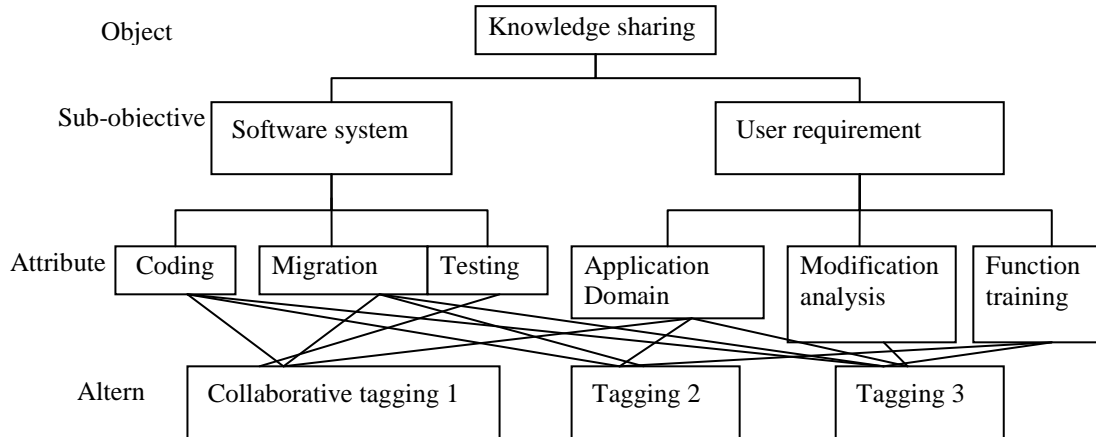 Object
Knowledge sharing
Sub-objective
Software system
User requirement
Attribute
Coding
Migration
Testing
Application
Domain
Modification
analysis
Function
training
Altern
Collaborative tagging 1
Tagging 2
Tagging 3